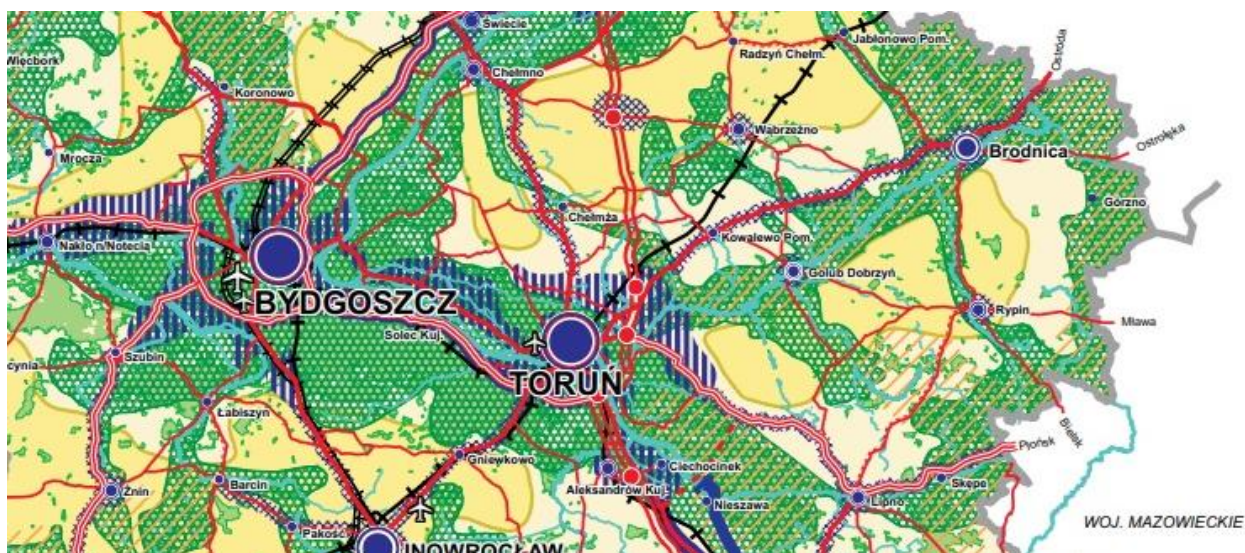 Świecie
Jabłonowo Pom.
Radzyń Chełm.
Ostróda
Więcbork
Chełmno
Koronowo
Wąbrzeźno
Ostrołęka
Mrocza
Brodnica
Górzno
Chełmża
Kowalewo Pom.
Nakło n/Notecią
Golub Dobrzyń
BYDGOSZCZ
Rypin
Mława
Solec Kuj.
Szubin
cynia
TORUŃ
Łabiszyn
Bielsk
Płońsk
Gniewkowo
Ciechocinek
Aleksandrów Kuj.
Skępe
Barcin
Żnin
Nieszawa
Lipno
Pakość
WOJ. MAZOWIECKIE
INOWROCŁAW